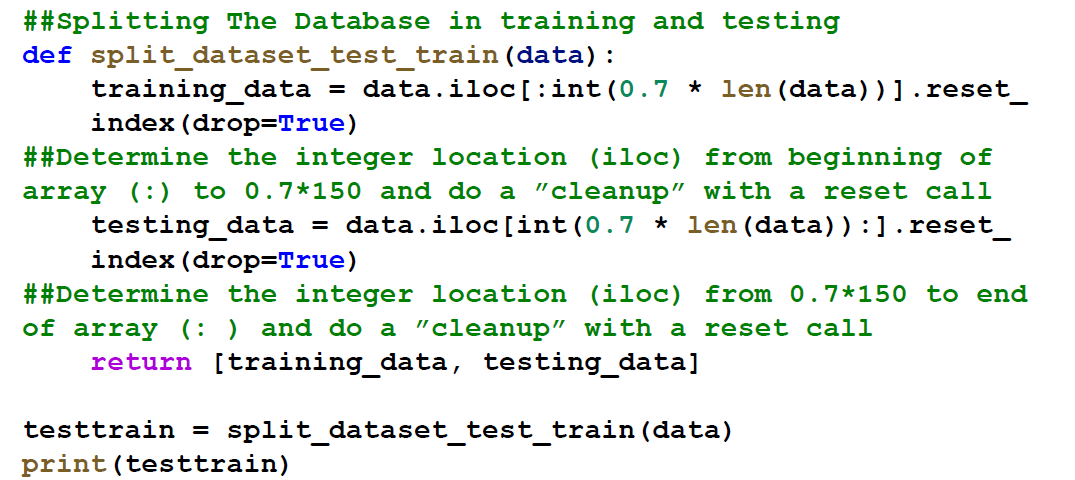 ##Splitting The Database in training and testing
def split_dataset_test_train(data):
    training_data = data.iloc[:int(0.7 * len(data))].reset_
    index(drop=True)
##Determine the integer location (iloc) from beginning of
array (:) to 0.7*150 and do a ”cleanup” with a reset call
    testing_data = data.iloc[int(0.7 * len(data)):].reset_
    index(drop=True)
##Determine the integer location (iloc) from 0.7*150 to end
of array (: ) and do a ”cleanup” with a reset call
    return [training_data, testing_data]

testtrain = split_dataset_test_train(data)
print(testtrain)